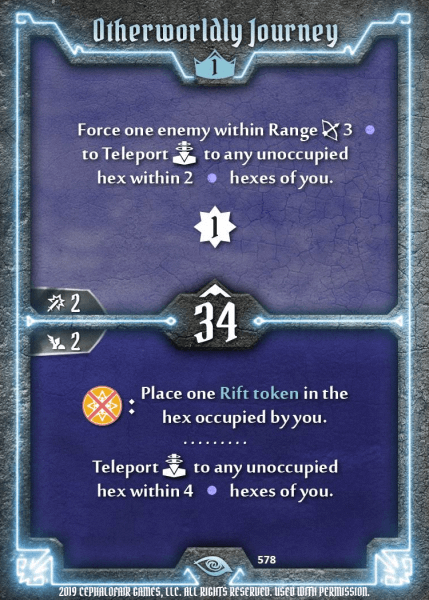 Otherworldly Journey
1
Force one enemy within Range 3
to Teleport to any unoccupied
hex within 2 hexes of you.
1
2
34
2
: Place one Rift token in the
hex occupied by you.
.........
Teleport to any unoccupied
hex within 4 hexes of you.
578
2019 CEPHALOFAIR GAMES, LLC. ALL RIGHTS RESERVED. USED WITH PERMISSION.